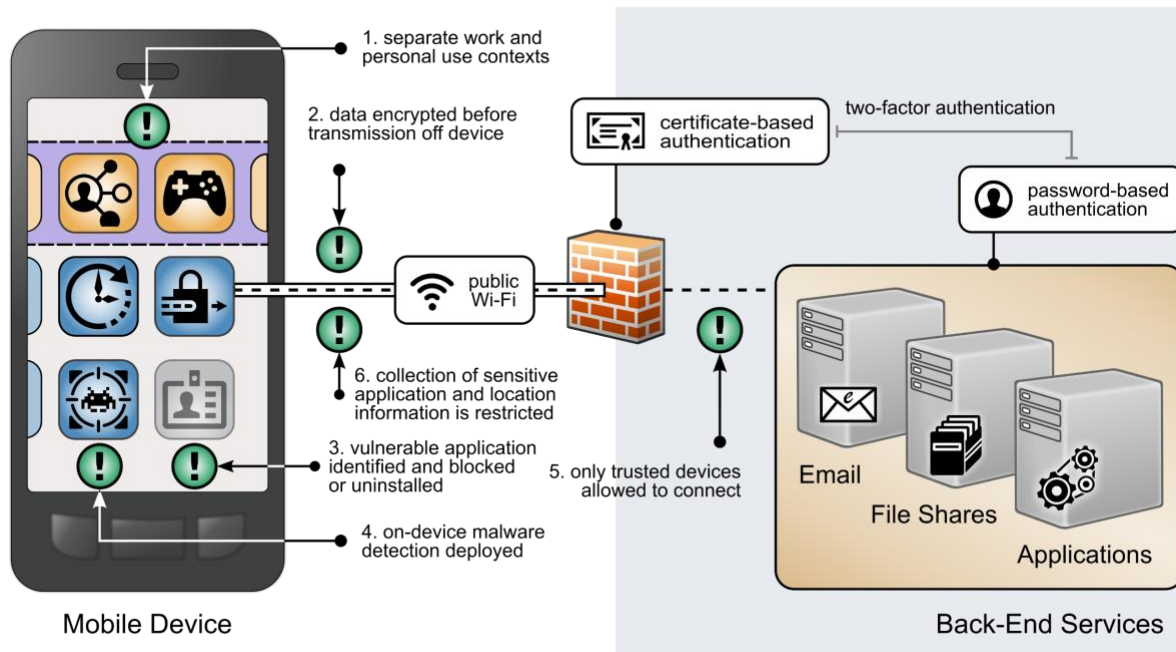 1. separate work and
personal use contexts
2. data encrypted before
transmission off device
certificate-based
authentication
two-factor authentication
password-based
authentication
public
Wi-Fi
6. collection of sensitive
application and location
information is restricted
3. vulnerable application
identified and blocked
or uninstalled
4. on-device malware
detection deployed
5. only trusted devices
allowed to connect
e
Email
File Shares
Applications
Mobile Device
Back-End Services